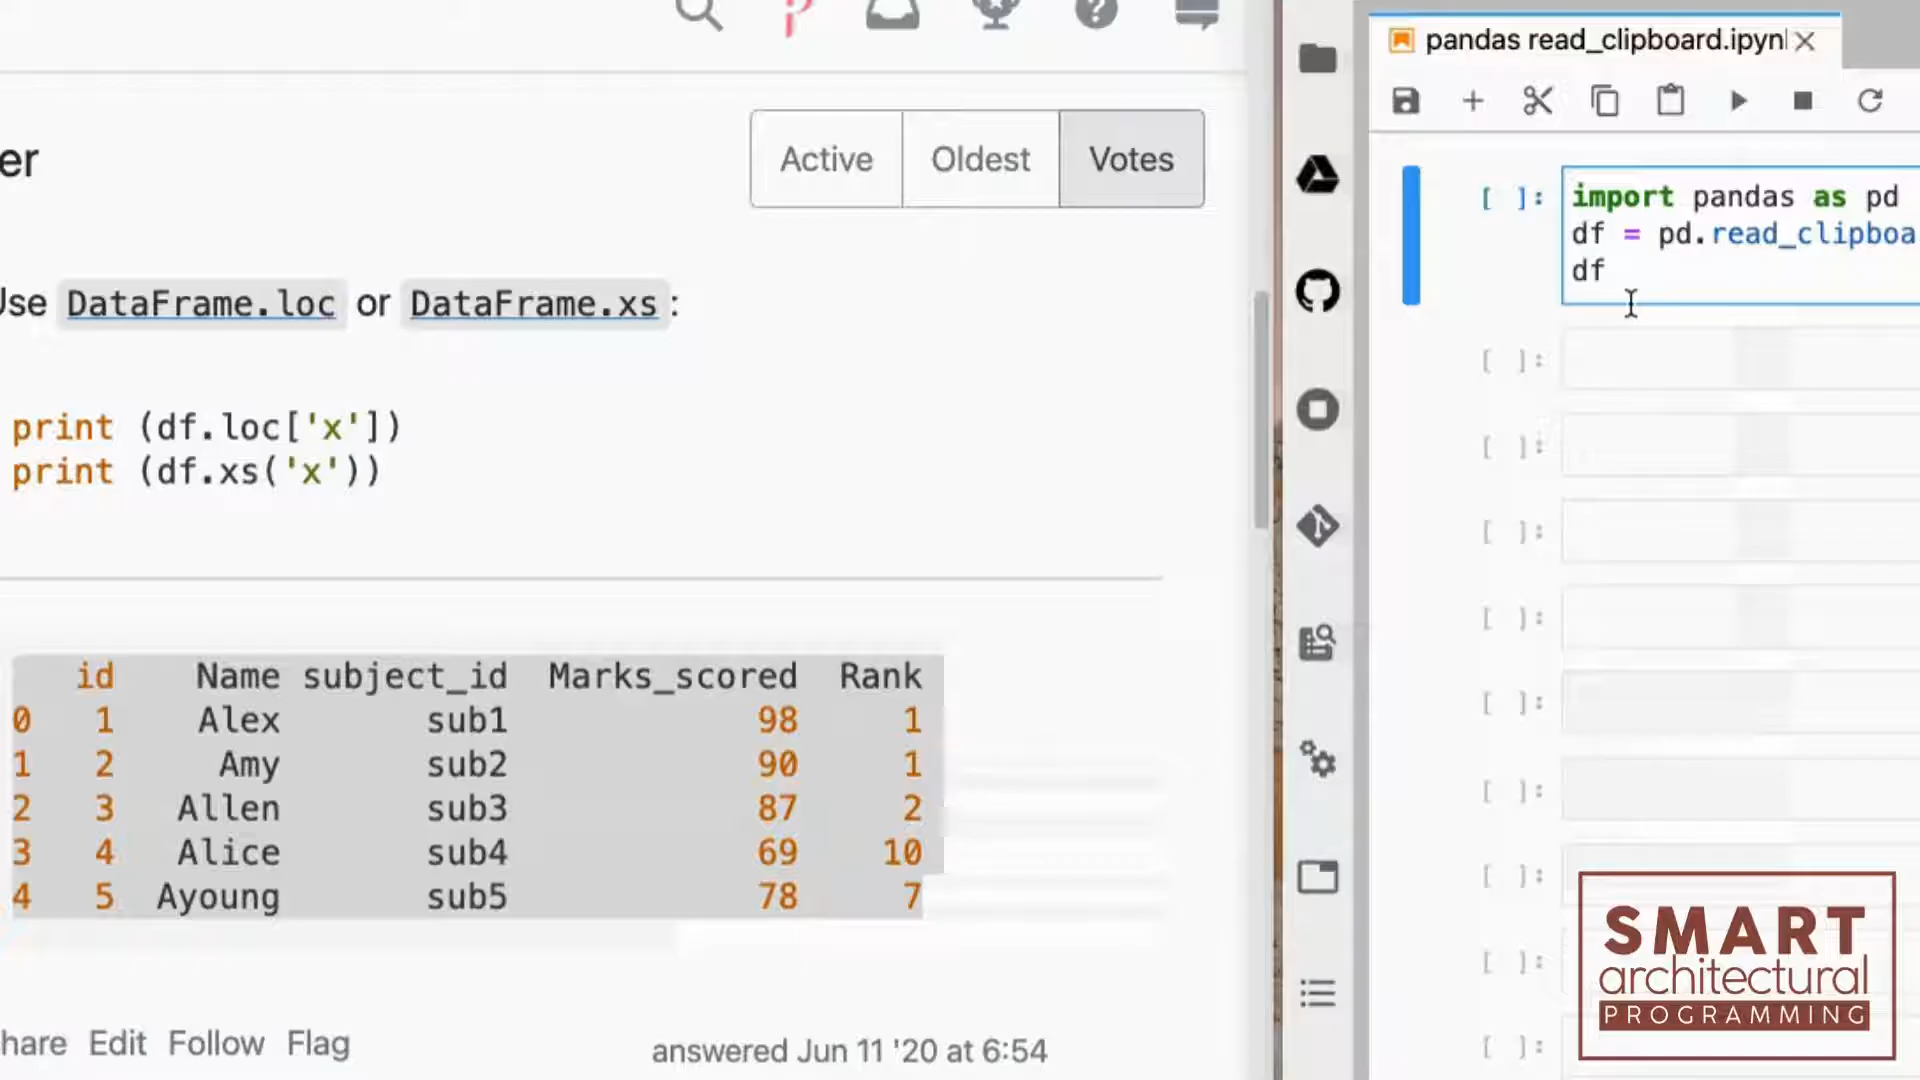 er
Active Oldest Votes
Use DataFrame.loc or DataFrame.xs:
print (df.loc['x'])
print (df.xs('x'))
id Name subject_id Marks_scored Rank
0 1 Alex sub1 98 1
1 2 Amy sub2 90 1
2 3 Allen sub3 87 2
3 4 Alice sub4 69 10
4 5 Ayoung sub5 78 7
hare Edit Follow Flag
answered Jun 11 '20 at 6:54
pandas read_clipboard.ipynl
[ ]: import pandas as pd
df = pd.read_clipboa
df
[ ]:
[ ]:
[ ]:
[ ]:
[ ]:
[ ]:
[ ]:
[ ]:
[ ]:
SMART
architectural
PROGRAMMING